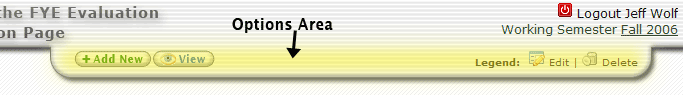 the FYE Evaluation
on Page
Options Area
Logout Jeff Wolf
Working Semester Fall 2006
+ Add New View
Legend: Edit | Delete